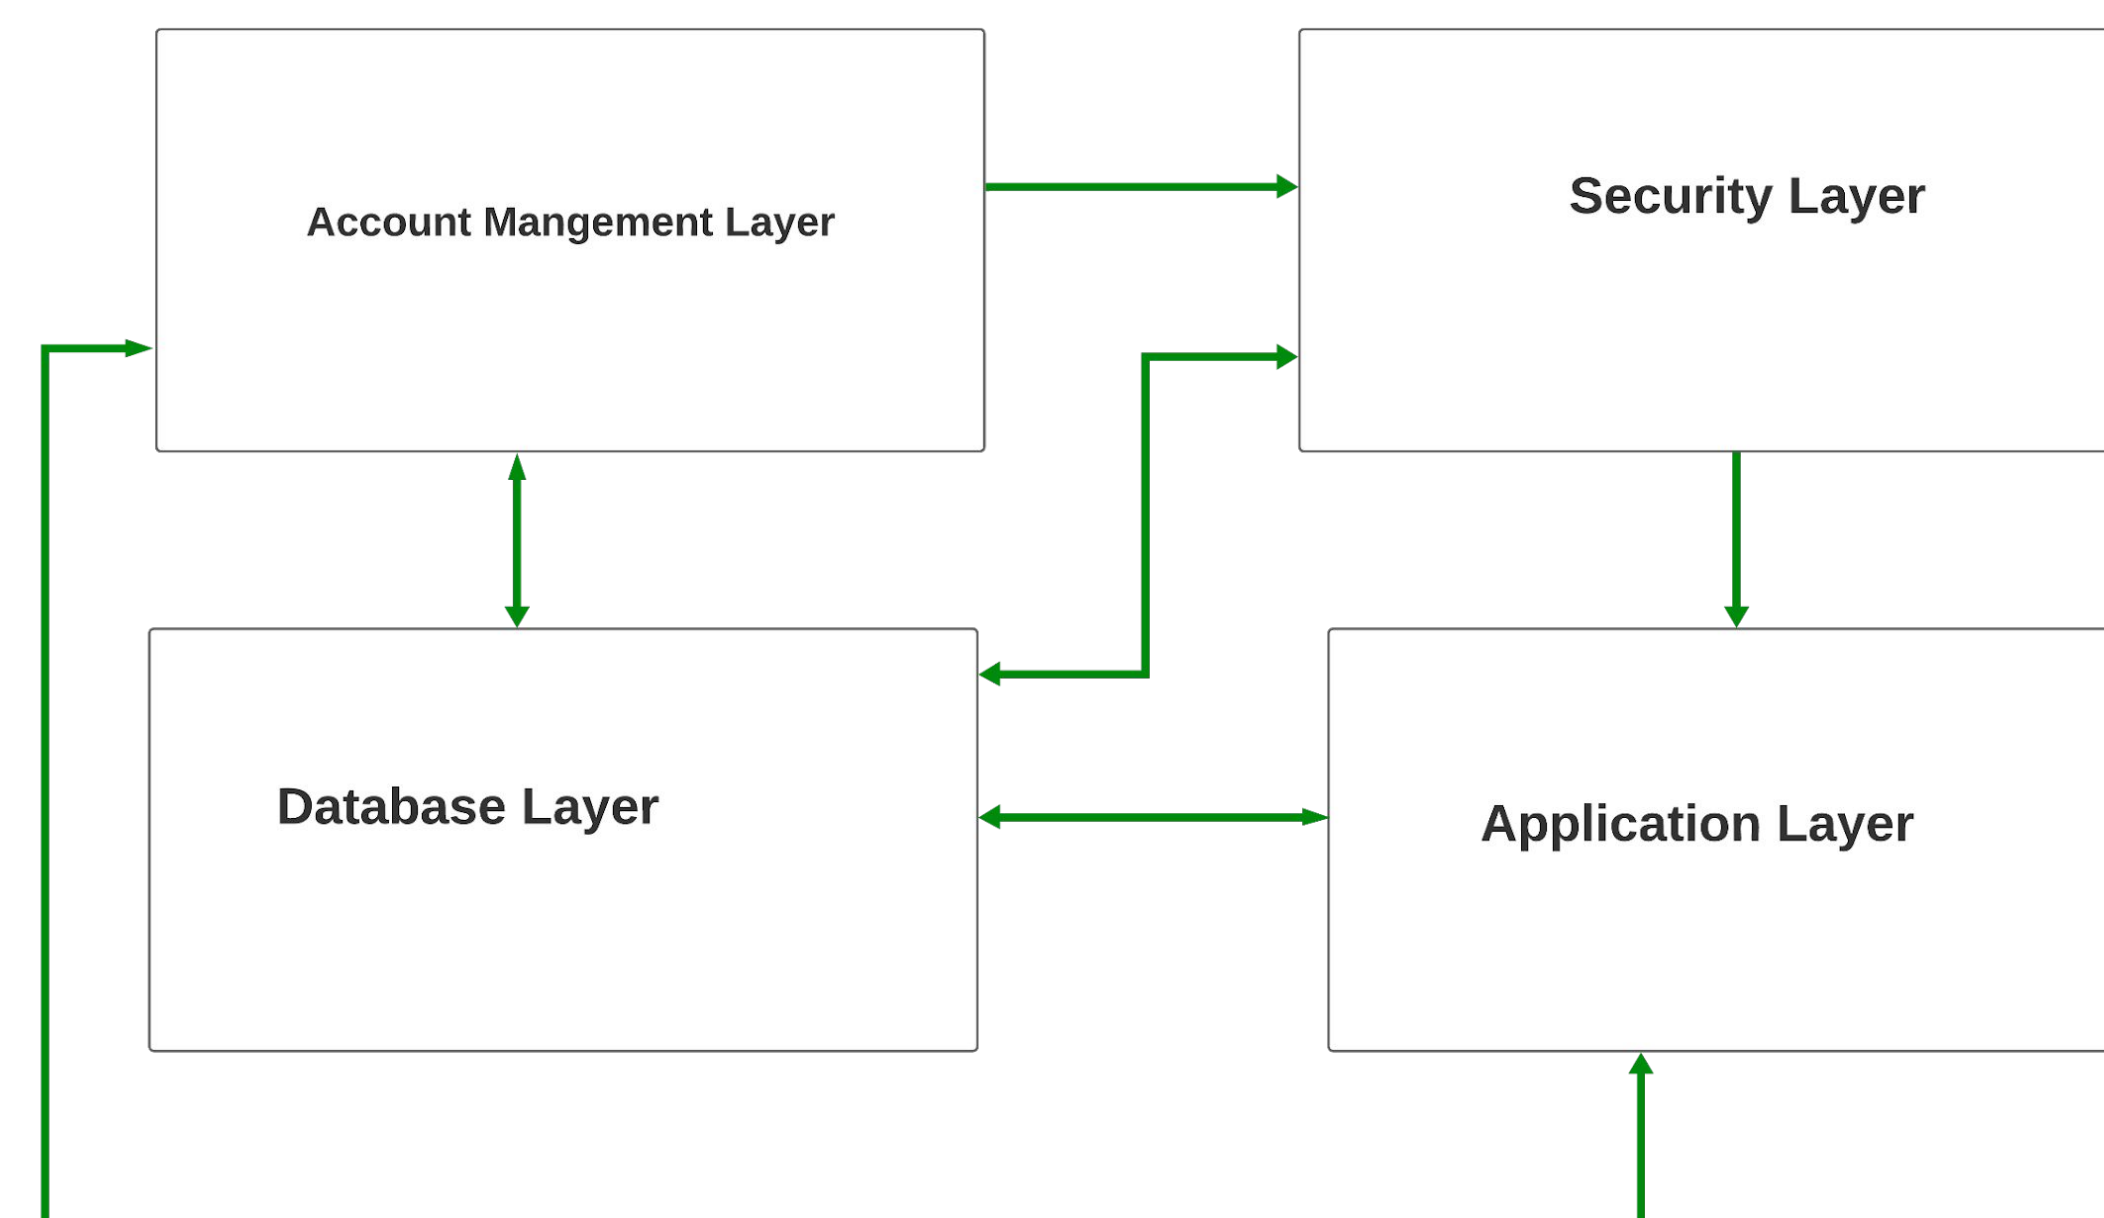 Account Mangement Layer
Security Layer
Database Layer
Application Layer